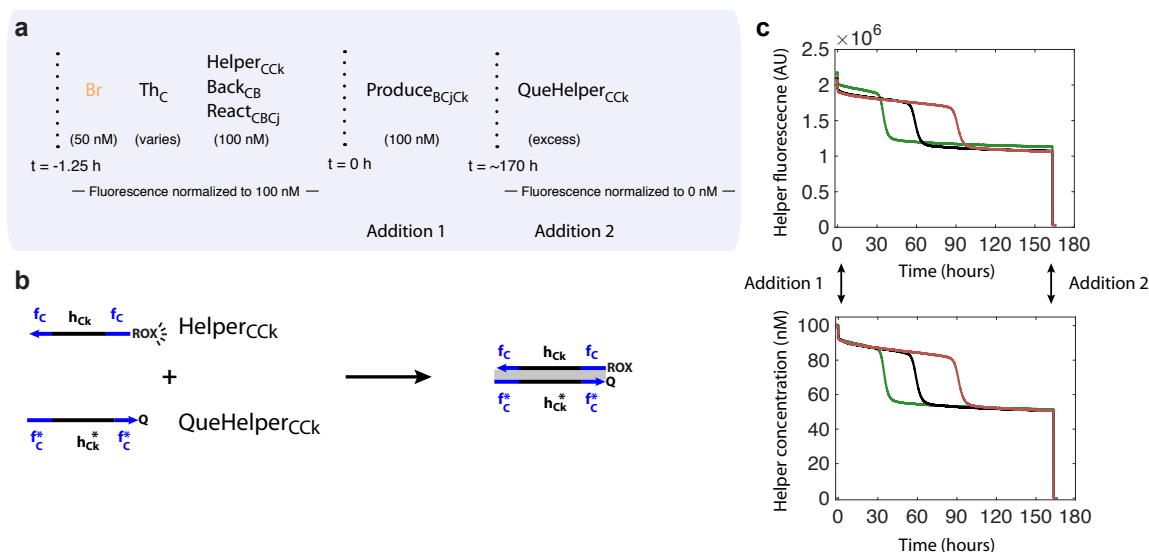 a
Helper_CCk
Br Th_C Back_CB Produce_BCjCk QueHelper_CCk
React_CBCj
(50 nM) (varies) (100 nM) (100 nM) (excess)
t = -1.25 h t = 0 h t = ~170 h
— Fluorescence normalized to 100 nM — — Fluorescence normalized to 0 nM —
Addition 1 Addition 2
b
f_C h_Ck f_C
ROX Helper_CCk
+
Q QueHelper_CCk
f*_C h*_Ck f*_C
f_C h_Ck f_C
ROX
Q
f*_C h*_Ck f*_C
c
×10^6
Helper fluorescecne (AU)
2.5
2
1.5
1
0.5
0
0 30 60 90 120 150 180
Time (hours)
Addition 1 Addition 2
Helper concentration (nM)
100
80
60
40
20
0
0 30 60 90 120 150 180
Time (hours)